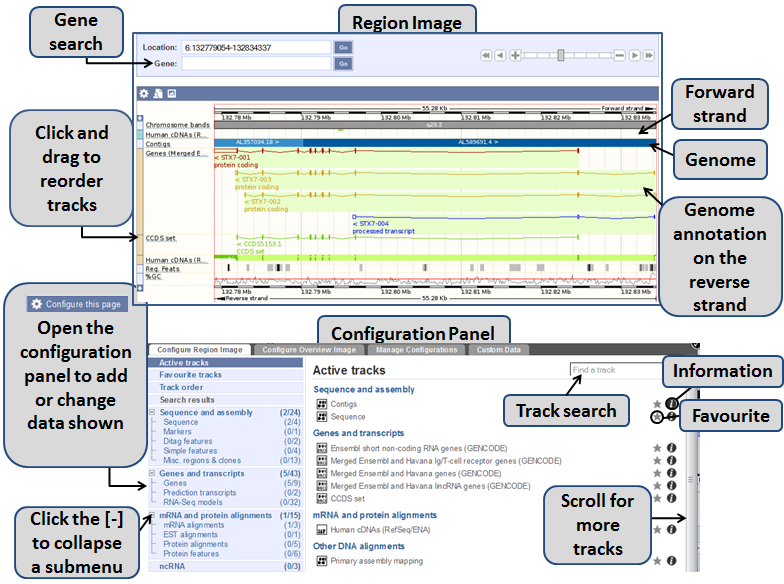 Gene
search
Region Image
Location:
6:132779054-132834337
Go
Gene:
Go
55.28 Kb
Forward strand
132.78 Mb
132.79 Mb
132.80 Mb
132.81 Mb
132.82 Mb
132.83 Mb
Chromosome bands
q23.2
Human cDNAs (R...
Contigs
AL357034.18 >
AL589691.4 >
Genes (Merged E...
< STX7-001
protein coding
< STX7-003
protein coding
< STX7-002
protein coding
< STX7-004
processed transcript
CCDS set
< CCDS5153.1
CCDS set
Human cDNAs (R...
Reg. Feats
%GC
132.78 Mb
132.79 Mb
132.80 Mb
132.81 Mb
132.82 Mb
132.83 Mb
Reverse strand
55.28 Kb
Click and
drag to
reorder
tracks
Forward
strand
Genome
Genome
annotation
on the
reverse
strand
Configure this page
Open the
configuration
panel to add
or change
data shown
Click the [-]
to collapse
a submenu
Configuration Panel
Configure Region Image
Configure Overview Image
Manage Configurations
Custom Data
Active tracks
Favourite tracks
Track order
Search results
Sequence and assembly (2/24)
Sequence (2/4)
Markers (0/1)
Ditag features (0/2)
Simple features (0/4)
Misc. regions & clones (0/13)
Genes and transcripts (5/43)
Genes (5/9)
Prediction transcripts (0/2)
RNA-Seq models (0/32)
mRNA and protein alignments (1/15)
mRNA alignments (1/3)
EST alignments (0/1)
Protein alignments (0/5)
Protein features (0/6)
ncRNA (0/3)
Active tracks
Find a track
Sequence and assembly
Contigs
Sequence
Genes and transcripts
Ensembl short non-coding RNA genes (GENCODE)
Merged Ensembl and Havana Ig/T-cell receptor genes (GENCODE)
Merged Ensembl and Havana genes (GENCODE)
Merged Ensembl and Havana lincRNA genes (GENCODE)
CCDS set
mRNA and protein alignments
Human cDNAs (RefSeq/ENA)
Other DNA alignments
Primary assembly mapping
Track search
Information
Favourite
Scroll for
more
tracks